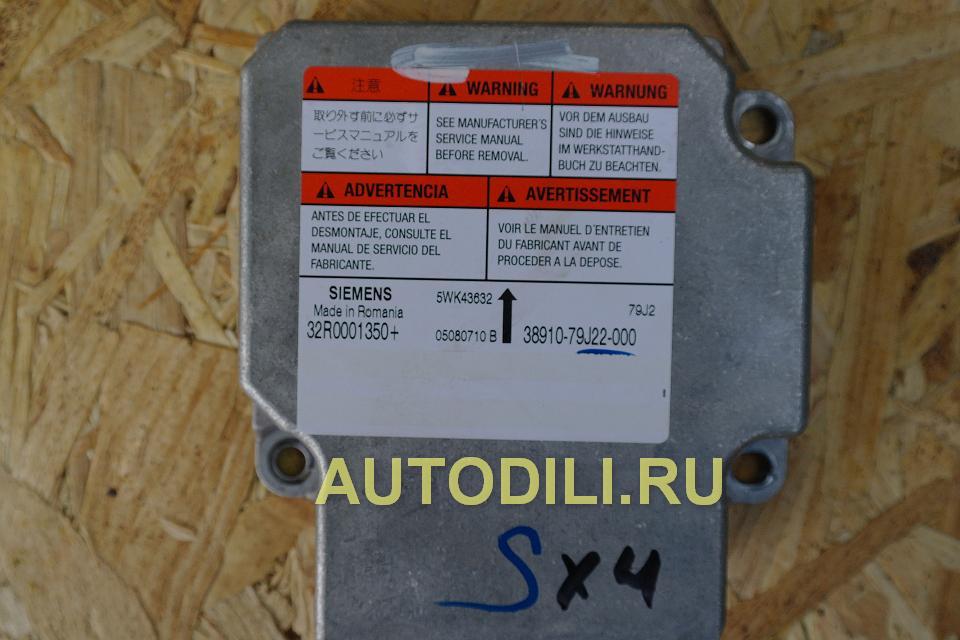 注意
取り外す前に必ずサ
ービスマニュアルを
ご覧ください
WARNING
SEE MANUFACTURER'S
SERVICE MANUAL
BEFORE REMOVAL.
WARNUNG
VOR DEM AUSBAU
SIND DIE HINWEISE
IM WERKSTATTHAND-
BUCH ZU BEACHTEN.
ADVERTENCIA
ANTES DE EFECTUAR EL
DESMONTAJE, CONSULTE EL
MANUAL DE SERVICIO DEL
FABRICANTE.
AVERTISSEMENT
VOIR LE MANUEL D'ENTRETIEN
DU FABRICANT AVANT DE
PROCEDER A LA DEPOSE.
SIEMENS 5WK43632
Made in Romania 79J2
32R0001350+ 05080710 B 38910-79J22-000
AUTODILI.RU
Sx4